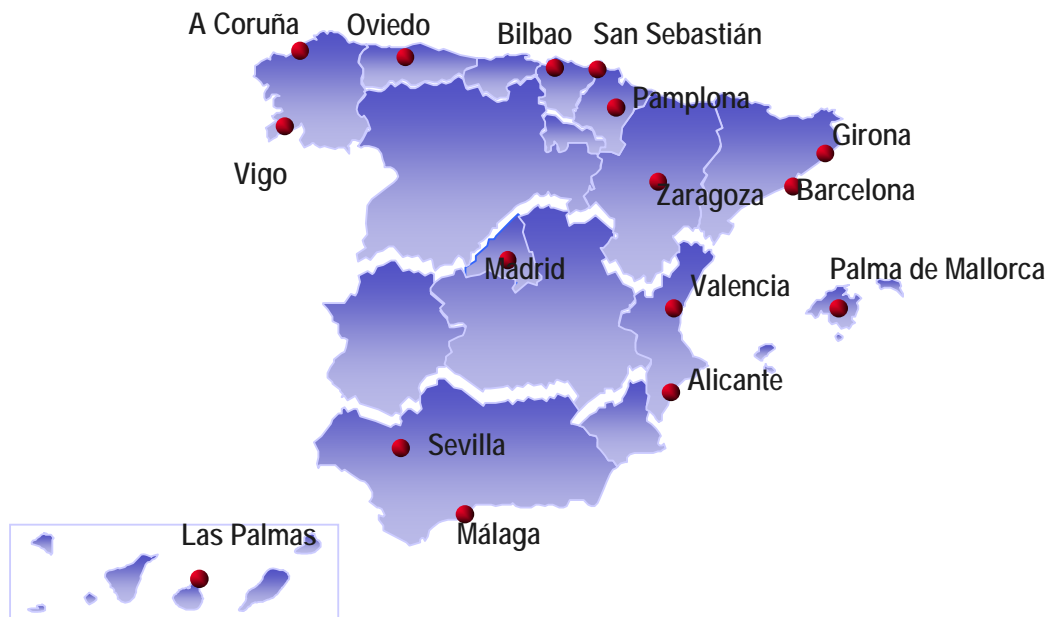 A Coruña
Oviedo
Bilbao
San Sebastián
Pamplona
Girona
Vigo
Zaragoza
Barcelona
Madrid
Palma de Mallorca
Valencia
Alicante
Sevilla
Málaga
Las Palmas